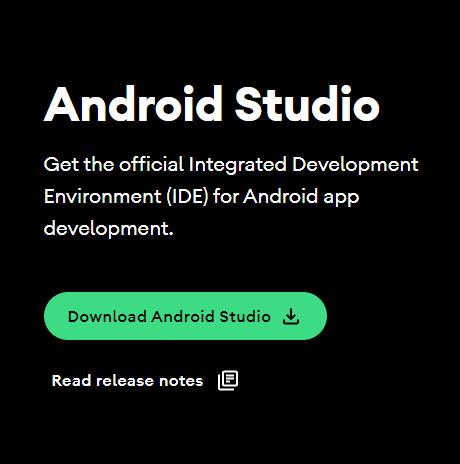 Android Studio
Get the official Integrated Development
Environment (IDE) for Android app
development.
Download Android Studio
Read release notes